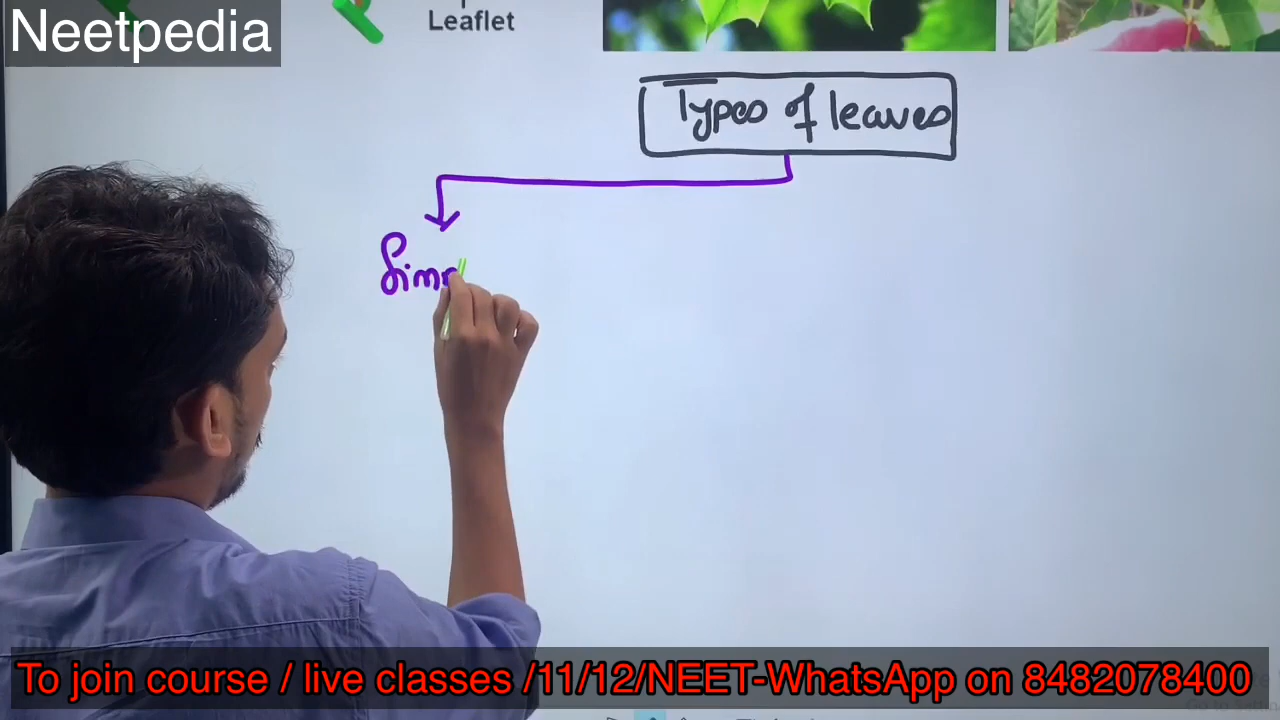 Neetpedia
Leaflet
Types of leaves
Simp
To join course / live classes /11/12/NEET-WhatsApp on 8482078400